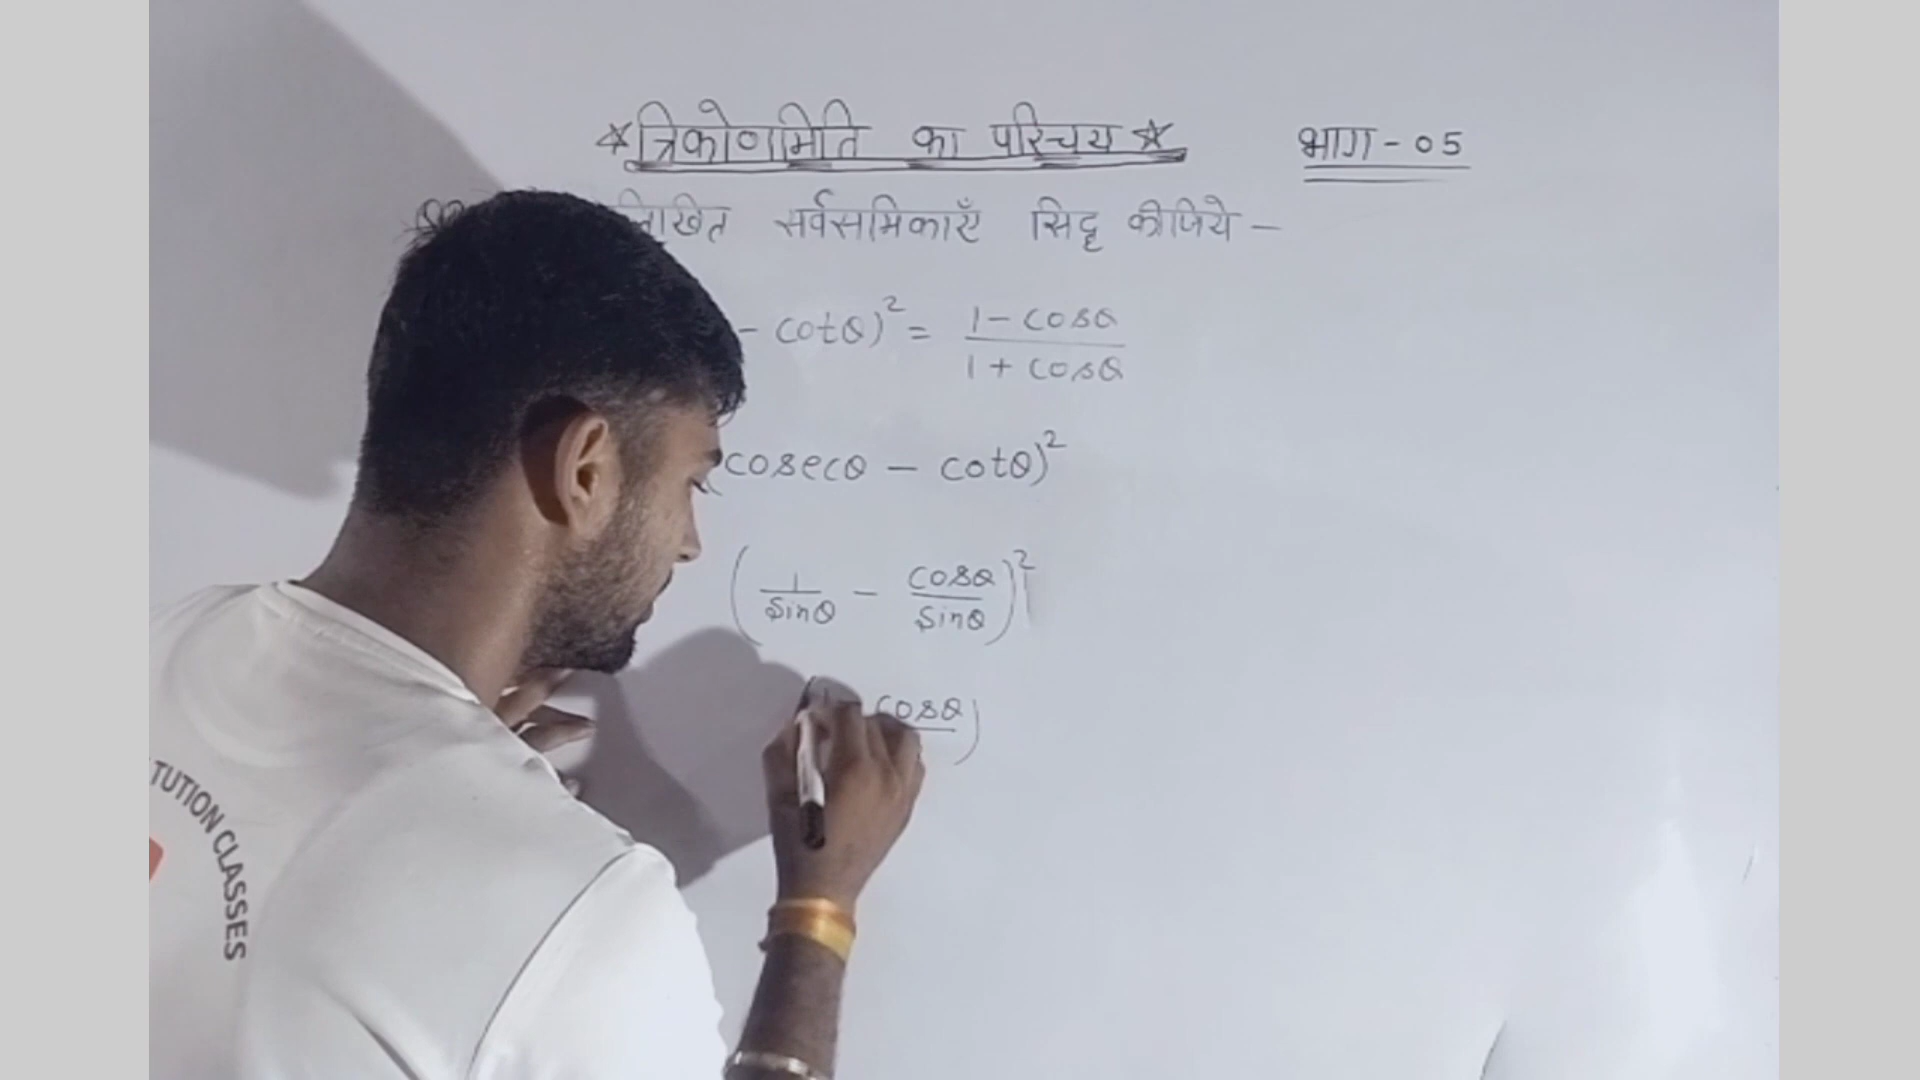 ☆ त्रिकोणमिति का परिचय ☆ भाग - 05
सर्वसमिकाएँ सिद्ध कीजिये -
- cotθ)² = (1 - cosθ)/(1 + cosθ)
(cosecθ - cotθ)²
(1/sinθ - cosθ/sinθ)²
cosθ)
TUTION CLASSES